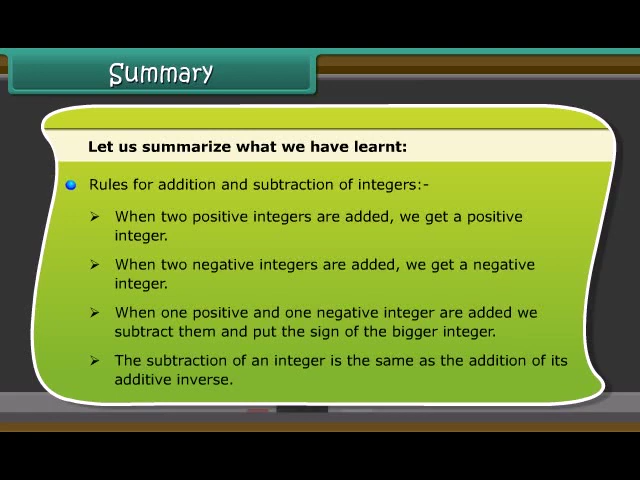 Summary
Let us summarize what we have learnt:
Rules for addition and subtraction of integers:-
When two positive integers are added, we get a positive
integer.
When two negative integers are added, we get a negative
integer.
When one positive and one negative integer are added we
subtract them and put the sign of the bigger integer.
The subtraction of an integer is the same as the addition of its
additive inverse.